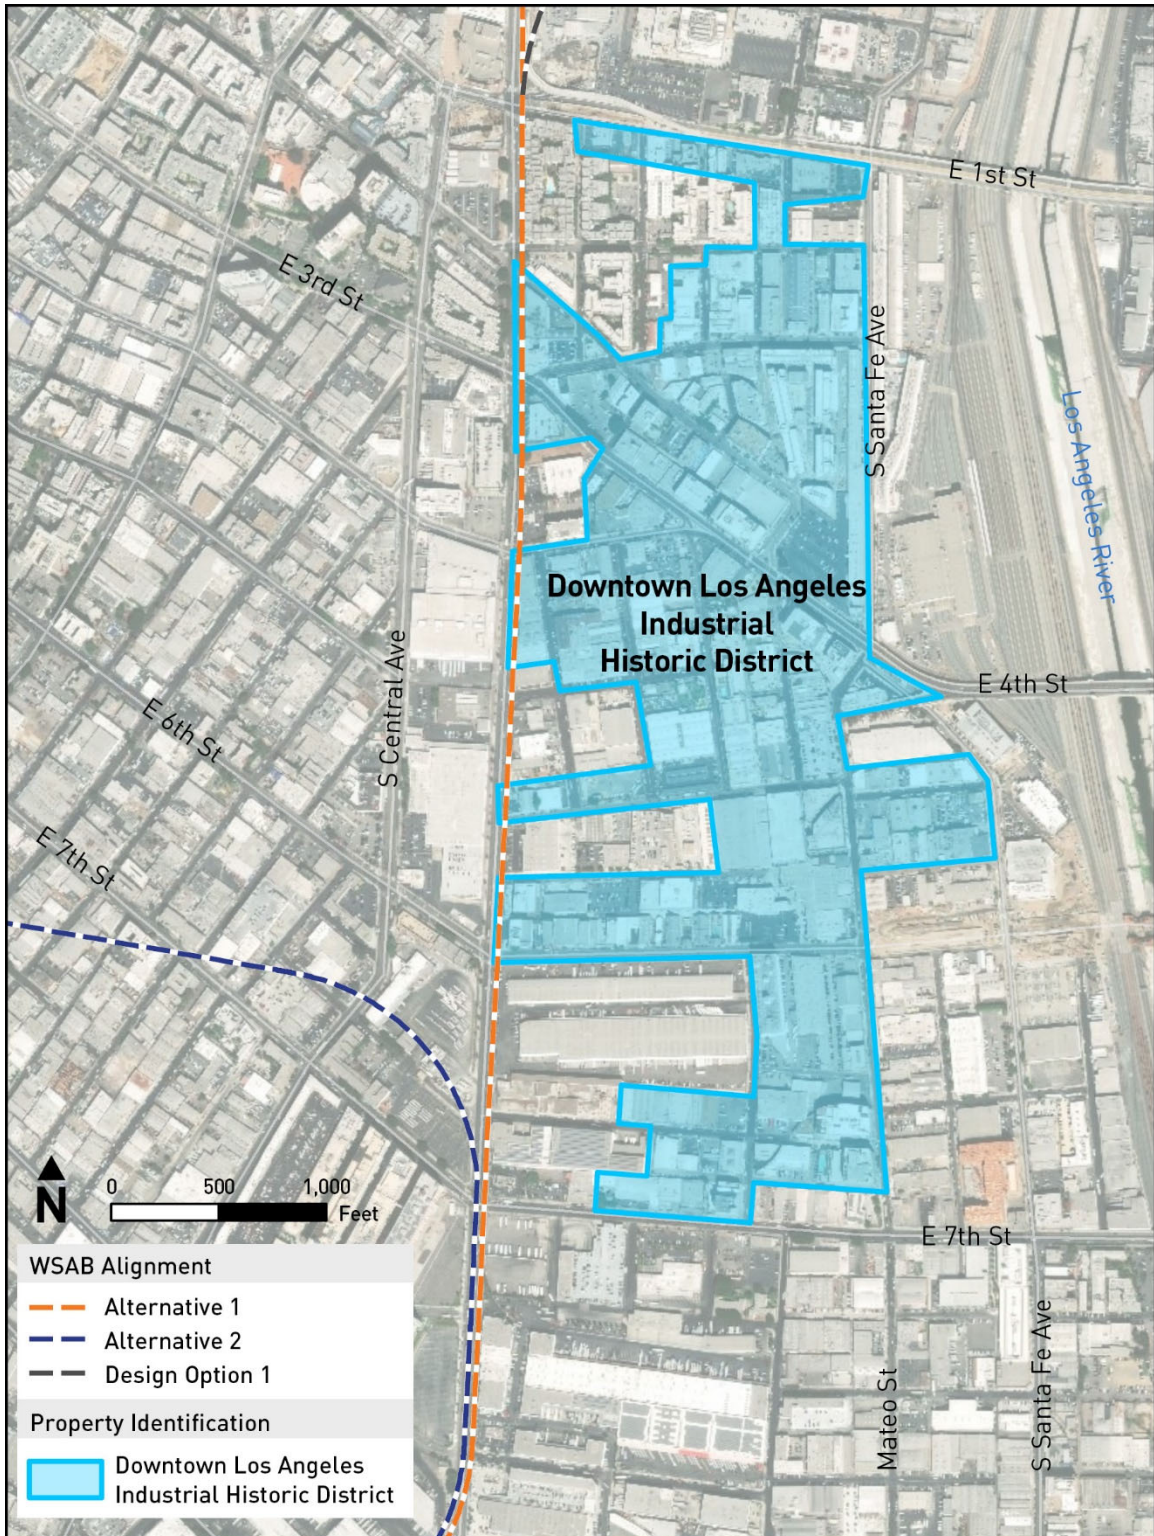 E 1st St
E 3rd St
S Santa Fe Ave
Los Angeles River
Downtown Los Angeles
Industrial
Historic District
S Central Ave
E 4th St
E 6th St
E 7th St
N
0 500 1,000
Feet
E 7th St
WSAB Alignment
Alternative 1
Alternative 2
Design Option 1
Mateo St
S Santa Fe Ave
Property Identification
Downtown Los Angeles
Industrial Historic District